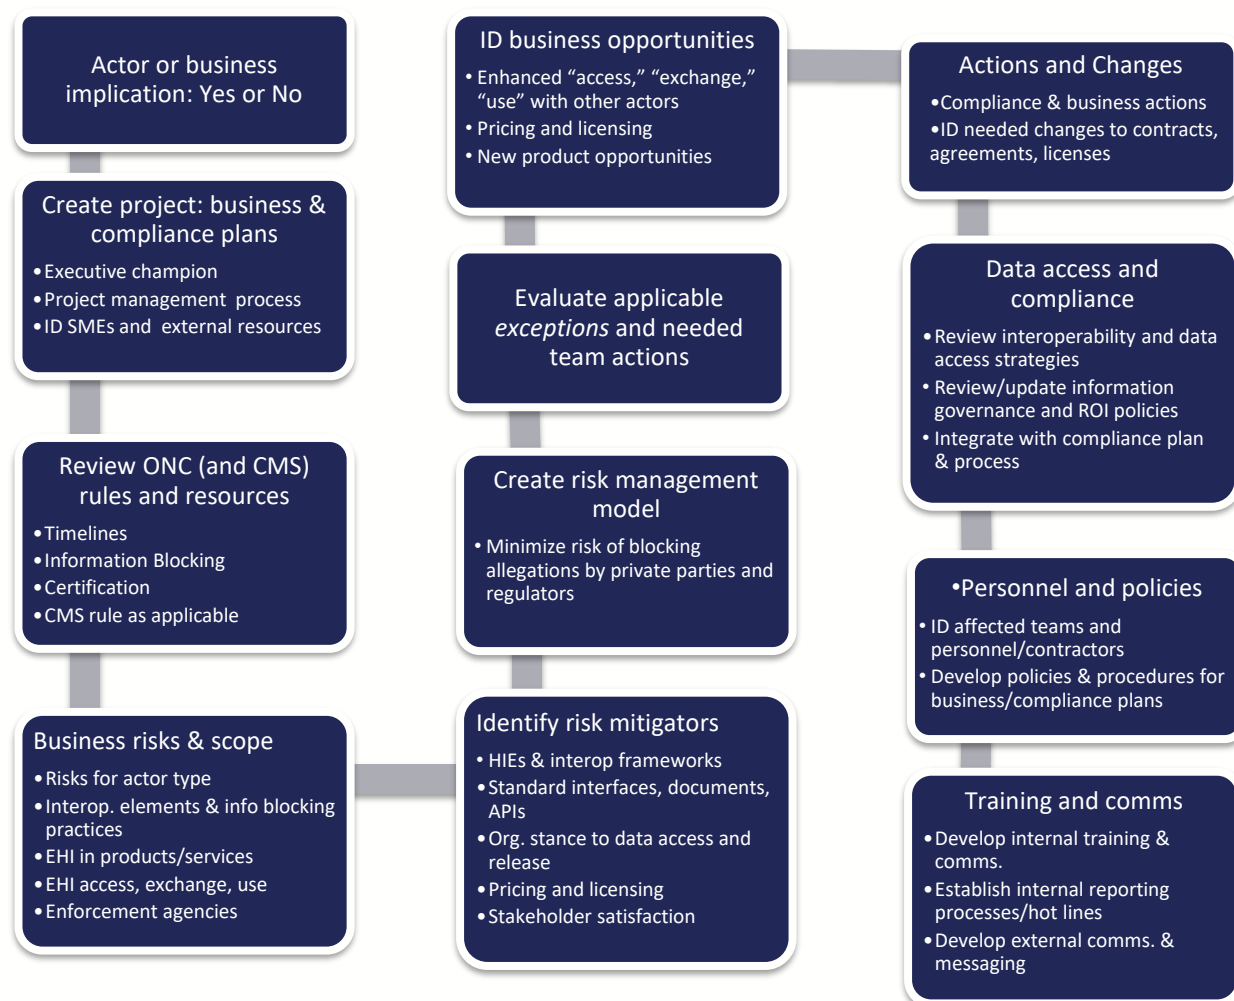 Actor or business
implication: Yes or No
Create project: business &
compliance plans
•Executive champion
•Project management process
•ID SMEs and external resources
Review ONC (and CMS)
rules and resources
•Timelines
•Information Blocking
•Certification
•CMS rule as applicable
Business risks & scope
•Risks for actor type
•Interop. elements & info blocking
practices
•EHI in products/services
•EHI access, exchange, use
•Enforcement agencies
Identify risk mitigators
• HIEs & interop frameworks
•Standard interfaces, documents,
APIs
•Org. stance to data access and
release
•Pricing and licensing
•Stakeholder satisfaction
Create risk management
model
• Minimize risk of blocking
allegations by private parties and
regulators
Evaluate applicable
exceptions and needed
team actions
ID business opportunities
• Enhanced “access,” “exchange,”
“use” with other actors
• Pricing and licensing
• New product opportunities
Actions and Changes
•Compliance & business actions
•ID needed changes to contracts,
agreements, licenses
Data access and
compliance
•Review interoperability and data
access strategies
• Review/update information
governance and ROI policies
• Integrate with compliance plan
& process
•Personnel and policies
• ID affected teams and
personnel/contractors
• Develop policies & procedures for
business/compliance plans
Training and comms
•Develop internal training &
comms.
•Establish internal reporting
processes/hot lines
•Develop external comms. &
messaging